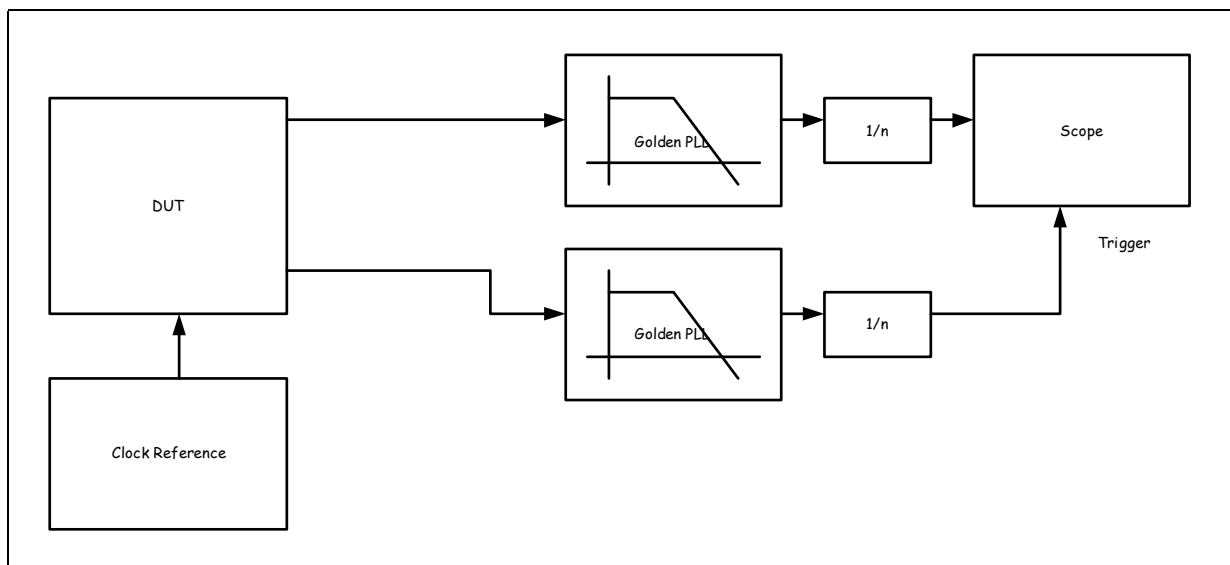 Golden PLL
1/n
Scope
DUT
Trigger
Golden PLL
1/n
Clock Reference